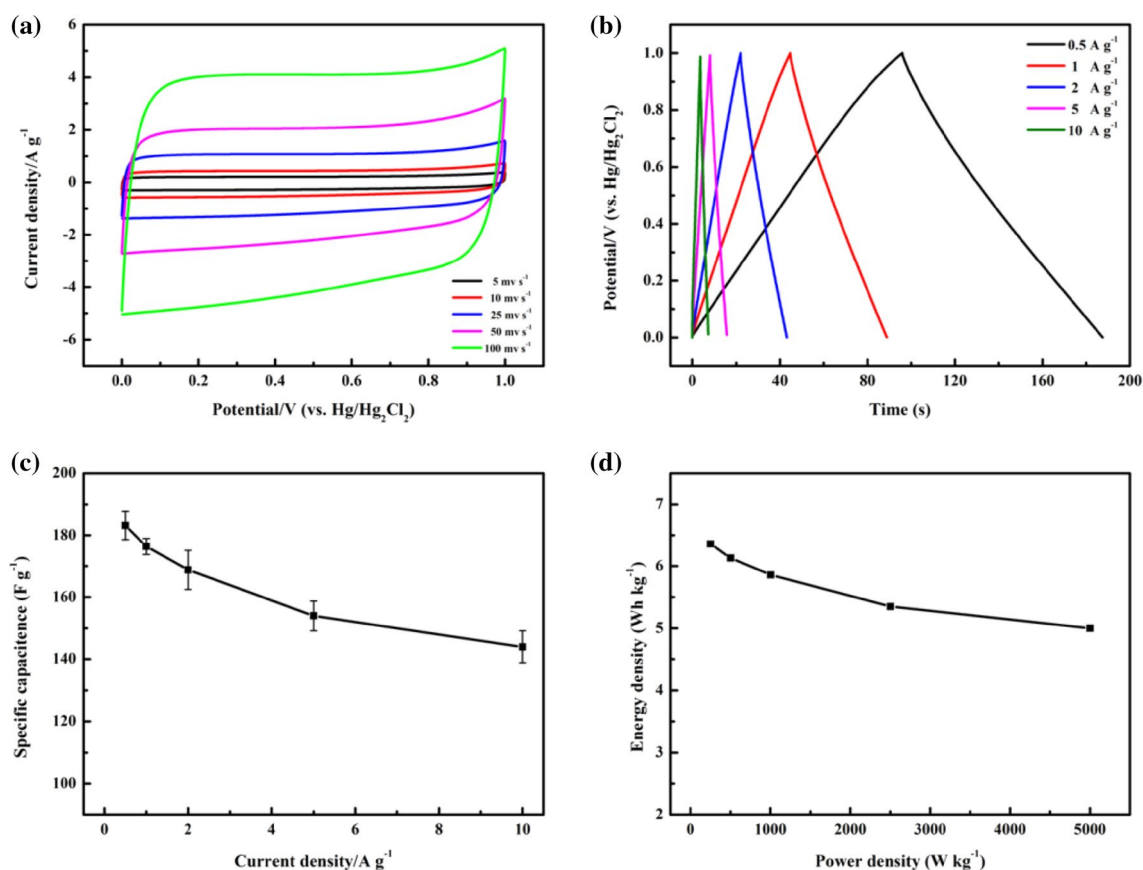 (a)
6
4
2
0
-2
-4
-6
Current density/A g⁻¹
0.0 0.2 0.4 0.6 0.8 1.0
Potential/V (vs. Hg/Hg₂Cl₂)
5 mv s⁻¹
10 mv s⁻¹
25 mv s⁻¹
50 mv s⁻¹
100 mv s⁻¹
(b)
1.0
0.8
0.6
0.4
0.2
0.0
Potential/V (vs. Hg/Hg₂Cl₂)
0 40 80 120 160 200
Time (s)
0.5 A g⁻¹
1 A g⁻¹
2 A g⁻¹
5 A g⁻¹
10 A g⁻¹
(c)
200
180
160
140
120
100
Specific capacitence (F g⁻¹)
0 2 4 6 8 10
Current density/A g⁻¹
(d)
7
6
5
4
3
2
Energy density (Wh kg⁻¹)
0 1000 2000 3000 4000 5000
Power density (W kg⁻¹)